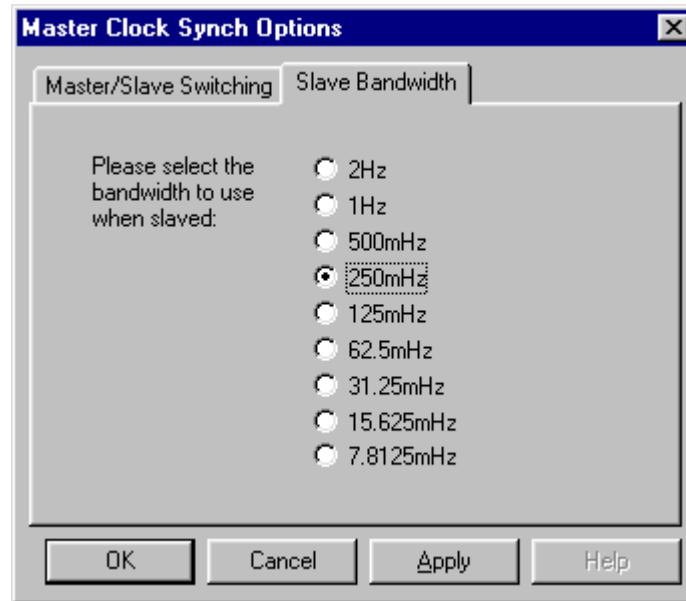 Master Clock Synch Options
Master/Slave Switching
Slave Bandwidth
Please select the
bandwidth to use
when slaved:
2Hz
1Hz
500mHz
250mHz
125mHz
62.5mHz
31.25mHz
15.625mHz
7.8125mHz
OK
Cancel
Apply
Help